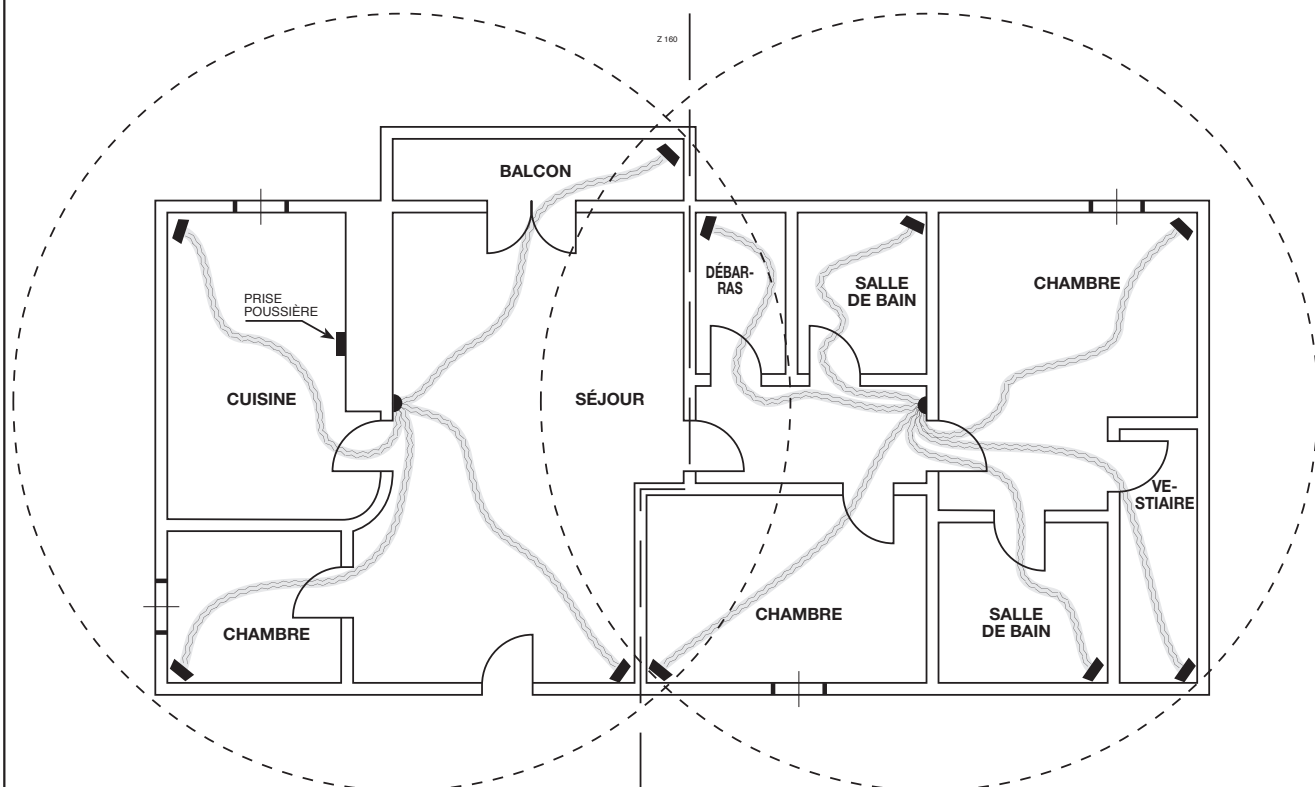 Z 160
BALCON
PRISE
POUSSIÈRE
CUISINE
SÉJOUR
DÉBAR-
RAS
SALLE
DE BAIN
CHAMBRE
VE-
STIAIRE
CHAMBRE
CHAMBRE
SALLE
DE BAIN